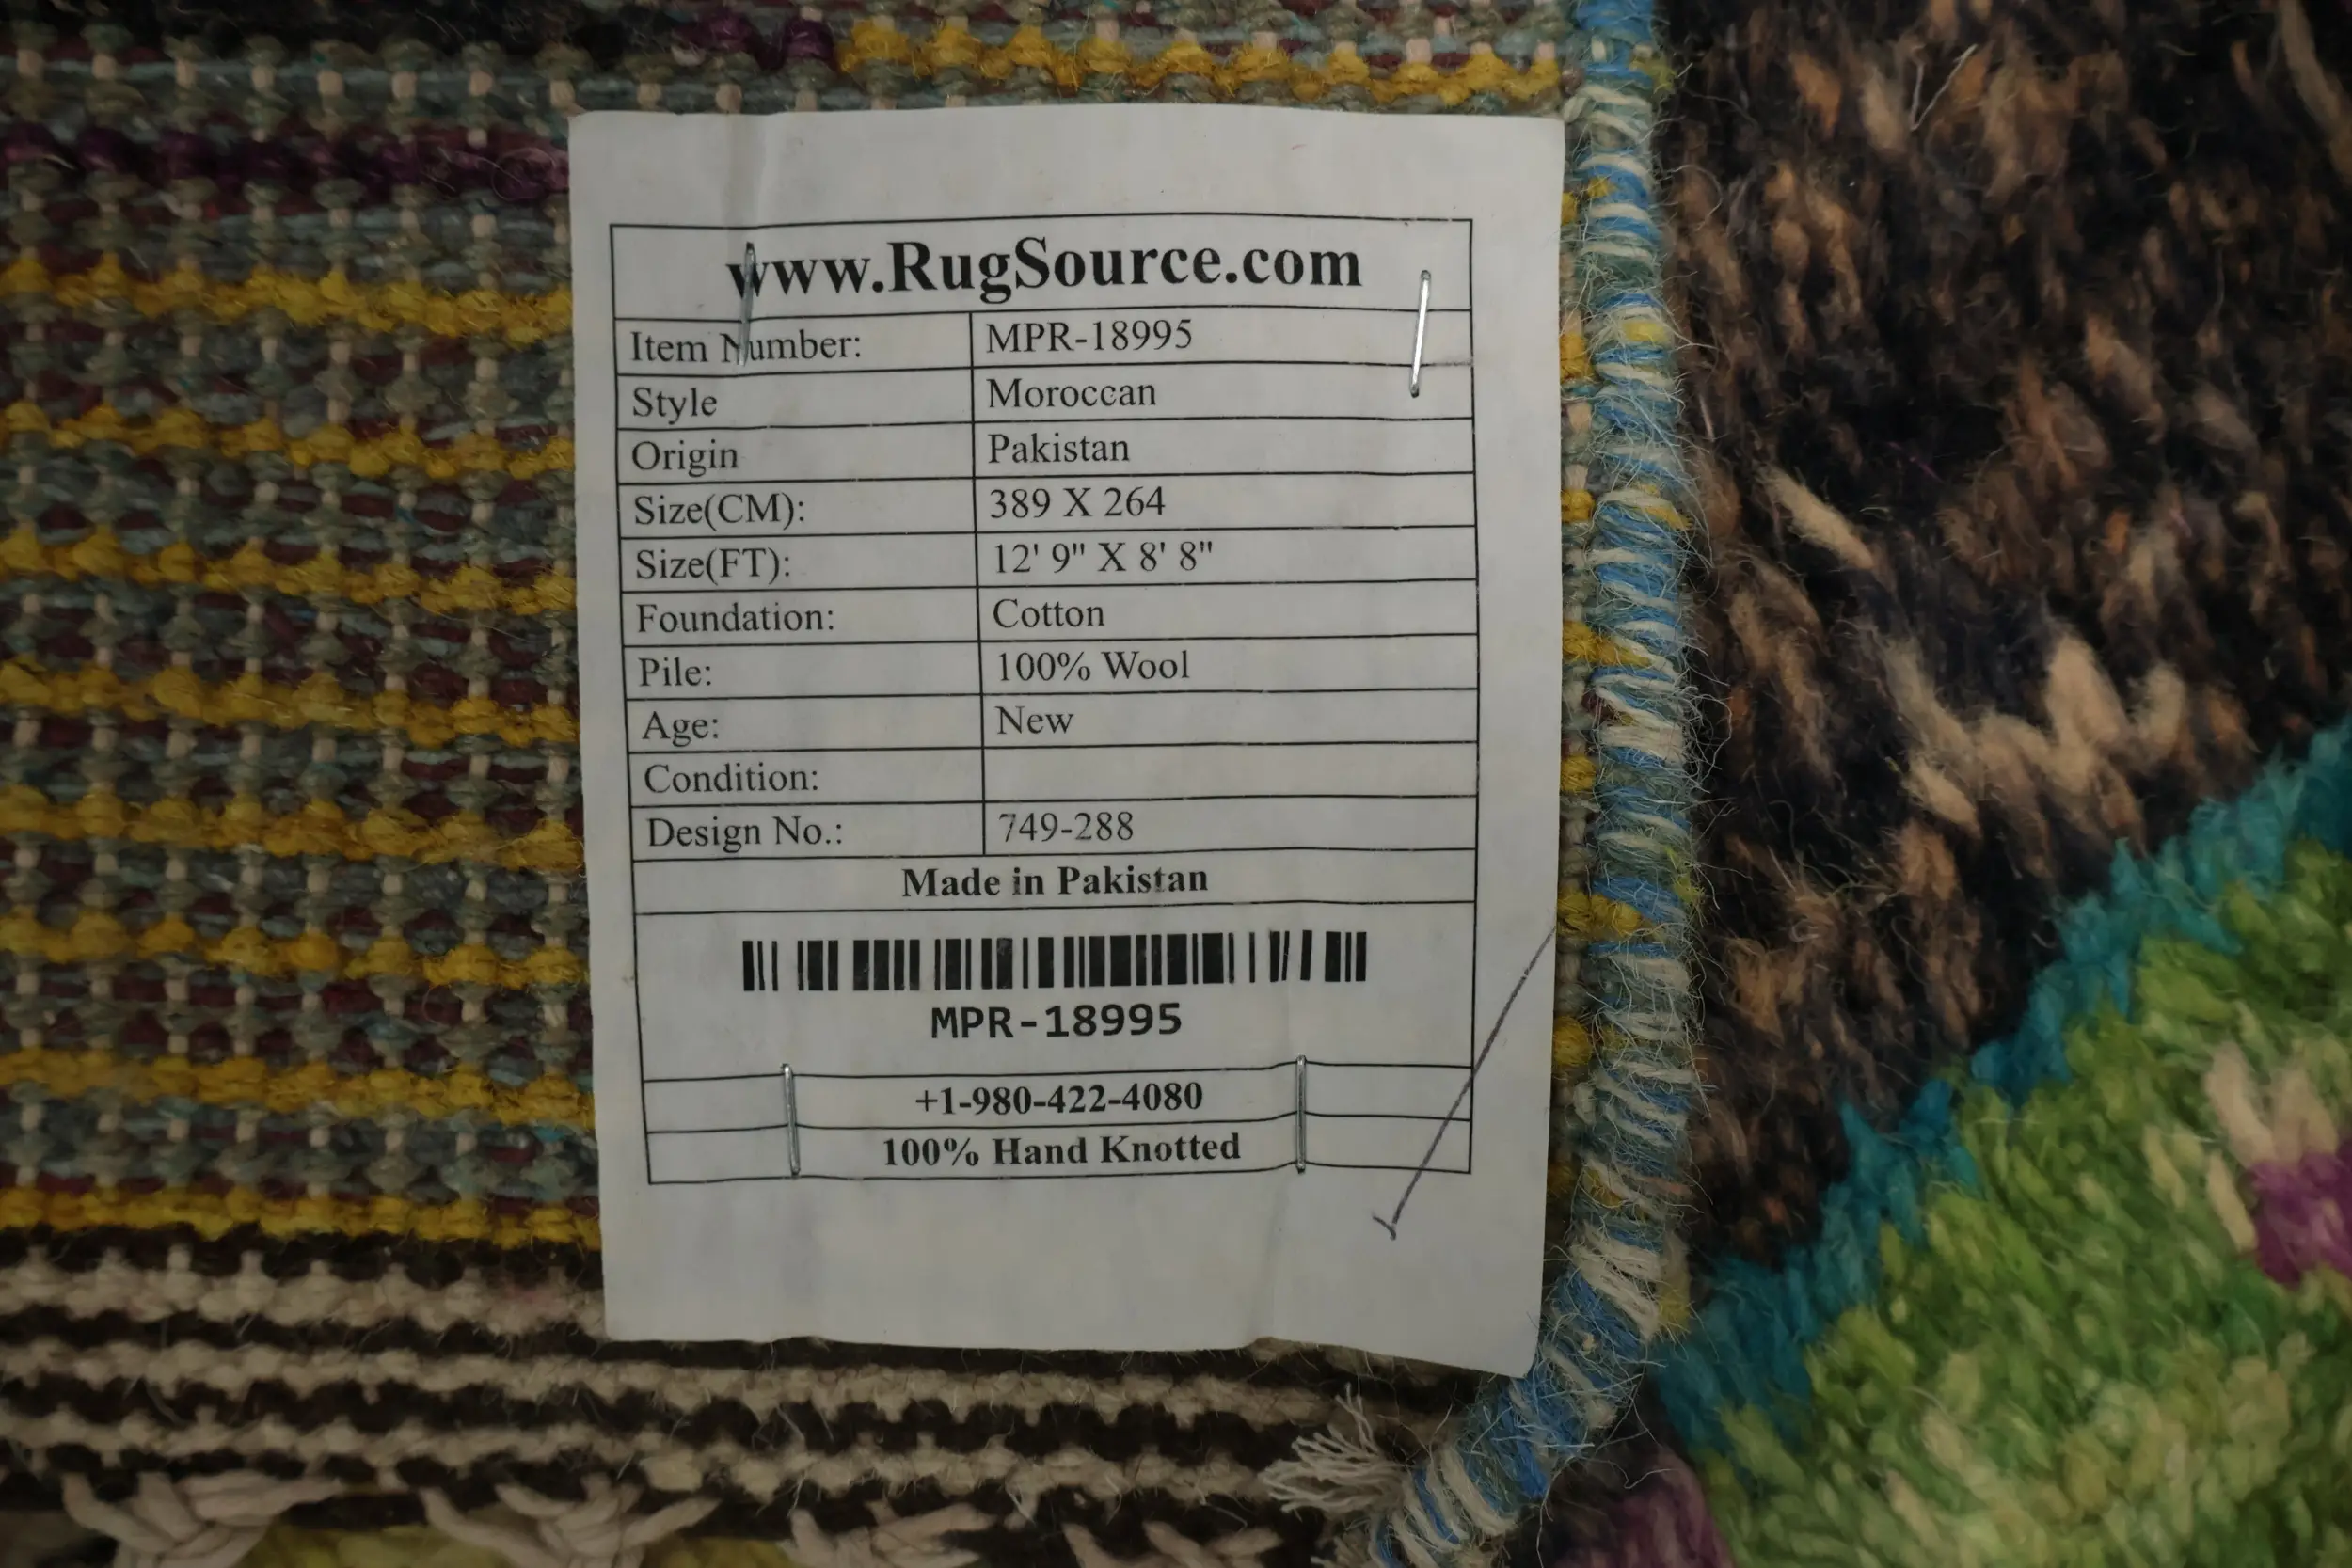 www.RugSource.com
Item Number: MPR-18995
Style Moroccan
Origin Pakistan
Size(CM): 389 X 264
Size(FT): 12' 9" X 8' 8"
Foundation: Cotton
Pile: 100% Wool
Age: New
Condition:
Design No.: 749-288
Made in Pakistan
MPR-18995
+1-980-422-4080
100% Hand Knotted